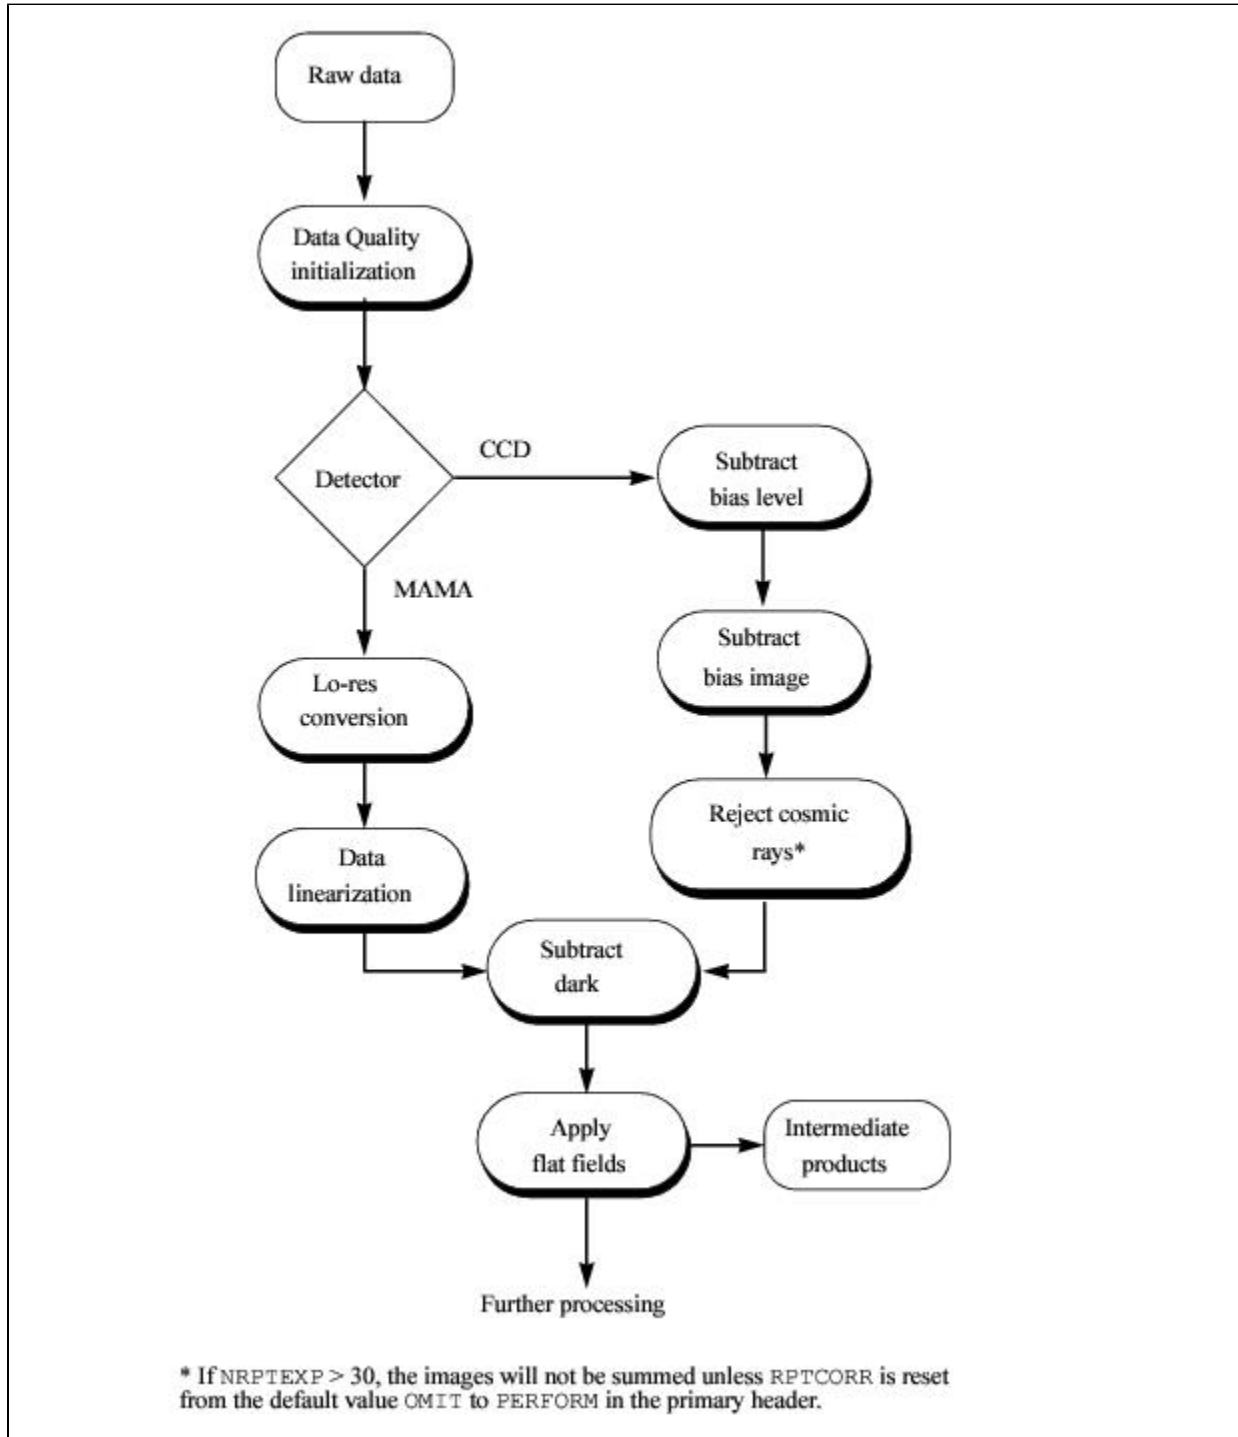 Raw data
Data Quality
initialization
Detector
CCD
MAMA
Subtract
bias level
Subtract
bias image
Lo-res
conversion
Reject cosmic
rays*
Data
linearization
Subtract
dark
Apply
flat fields
Intermediate
products
Further processing
* If NRPTEXP > 30, the images will not be summed unless RPTCORR is reset
from the default value OMIT to PERFORM in the primary header.